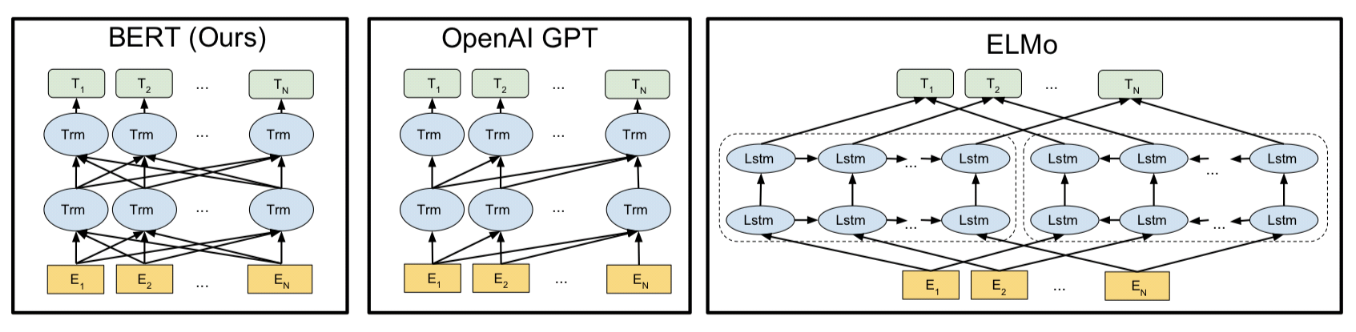 BERT (Ours)
T1 T2 ... TN
Trm Trm ... Trm
Trm Trm ... Trm
E1 E2 ... EN
OpenAI GPT
T1 T2 ... TN
Trm Trm ... Trm
Trm Trm ... Trm
E1 E2 ... EN
ELMo
T1 T2 ... TN
Lstm Lstm ... Lstm Lstm Lstm ... Lstm
Lstm Lstm ... Lstm Lstm Lstm ... Lstm
E1 E2 ... EN